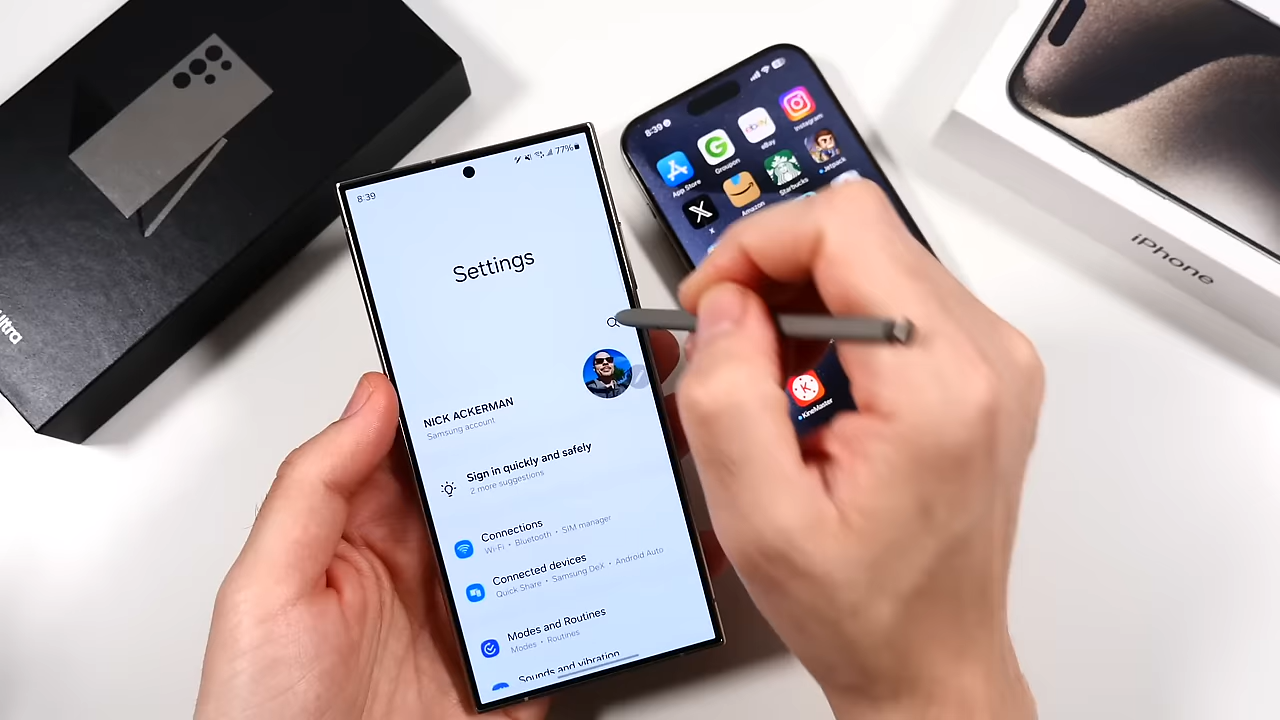 Ultra
8:39
77%
Settings
NICK ACKERMAN
Samsung account
Sign in quickly and safely
2 more suggestions
Connections
Wi-Fi • Bluetooth • SIM manager
Connected devices
Quick Share • Samsung DeX • Android Auto
Modes and Routines
Modes • Routines
Sounds and vibration
8:39
App Store
Groupon
ebay
eBay
Instagram
X
Amazon
Starbucks
Jetpack
K
KineMaster
iPhone